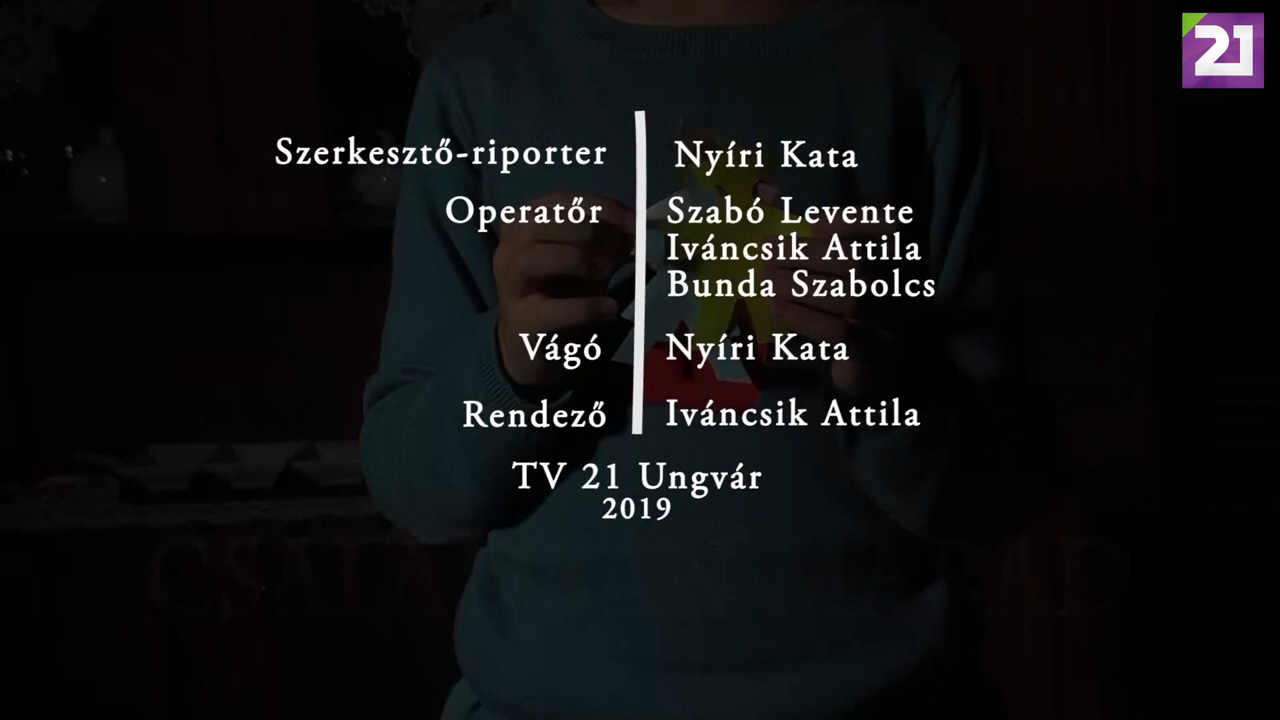 21
Szerkesztő-riporter Nyíri Kata
Operatőr Szabó Levente
Iváncsik Attila
Bunda Szabolcs
Vágó Nyíri Kata
Rendező Iváncsik Attila
TV 21 Ungvár
2019